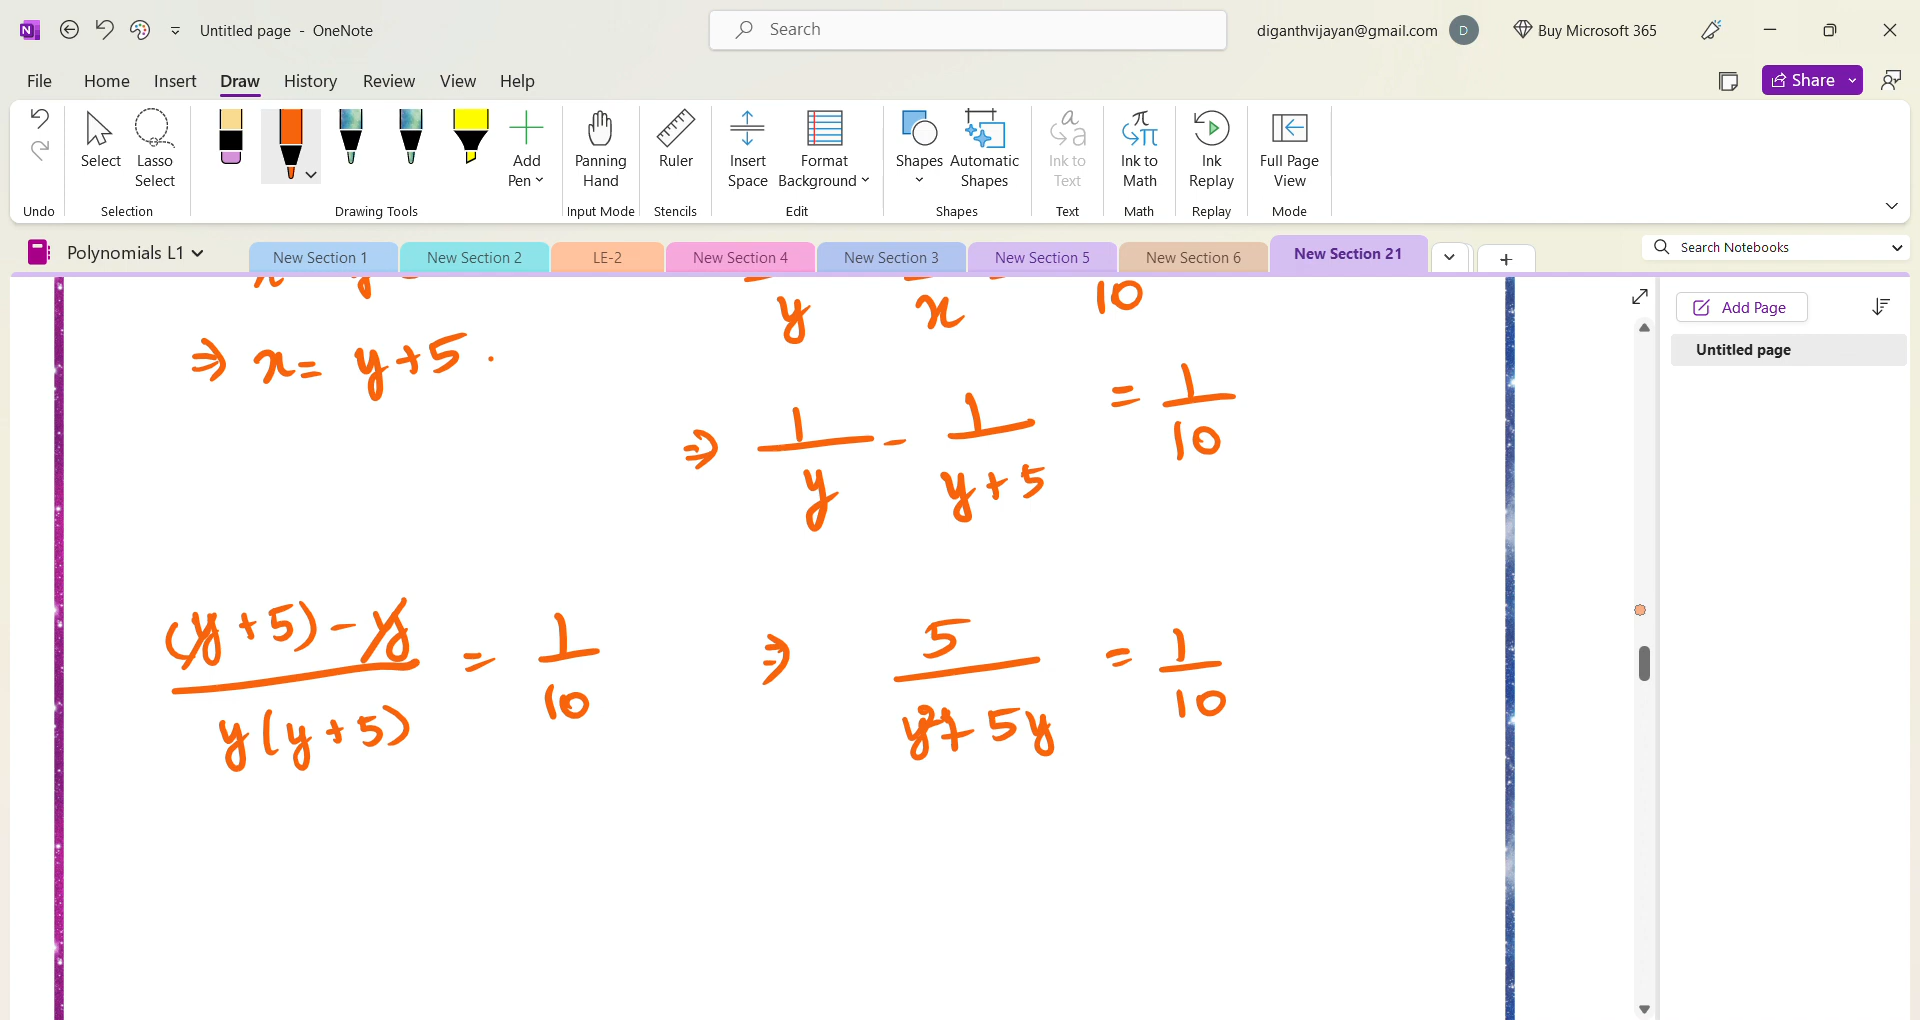 Untitled page - OneNote
Search
diganthvijayan@gmail.com
D
Buy Microsoft 365
File Home Insert Draw History Review View Help
Share
Select
Lasso Select
Add Pen
Panning Hand
Ruler
Insert Space
Format Background
Shapes
Automatic Shapes
Ink to Text
Ink to Math
Ink Replay
Full Page View
Undo Selection Drawing Tools Input Mode Stencils Edit Shapes Text Math Replay Mode
Polynomials L1
New Section 1 New Section 2 LE-2 New Section 4 New Section 3 New Section 5 New Section 6 New Section 21
Search Notebooks
Add Page
Untitled page
y x 10
⇒ x = y+5 .
⇒ 1/y - 1/(y+5) = 1/10
((y+5) - y)/(y(y+5)) = 1/10 ⇒ 5/(y²+5y) = 1/10